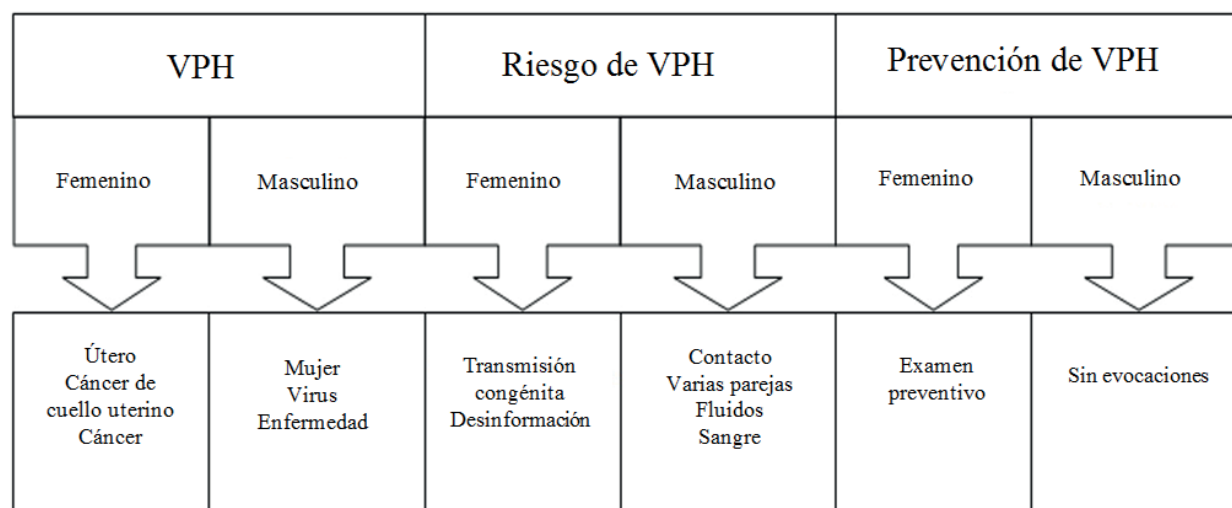 VPH
Riesgo de VPH
Prevención de VPH
Femenino
Masculino
Femenino
Masculino
Femenino
Masculino
Útero
Cáncer de
cuello uterino
Cáncer
Mujer
Virus
Enfermedad
Transmisión
congénita
Desinformación
Contacto
Varias parejas
Fluidos
Sangre
Examen
preventivo
Sin evocaciones